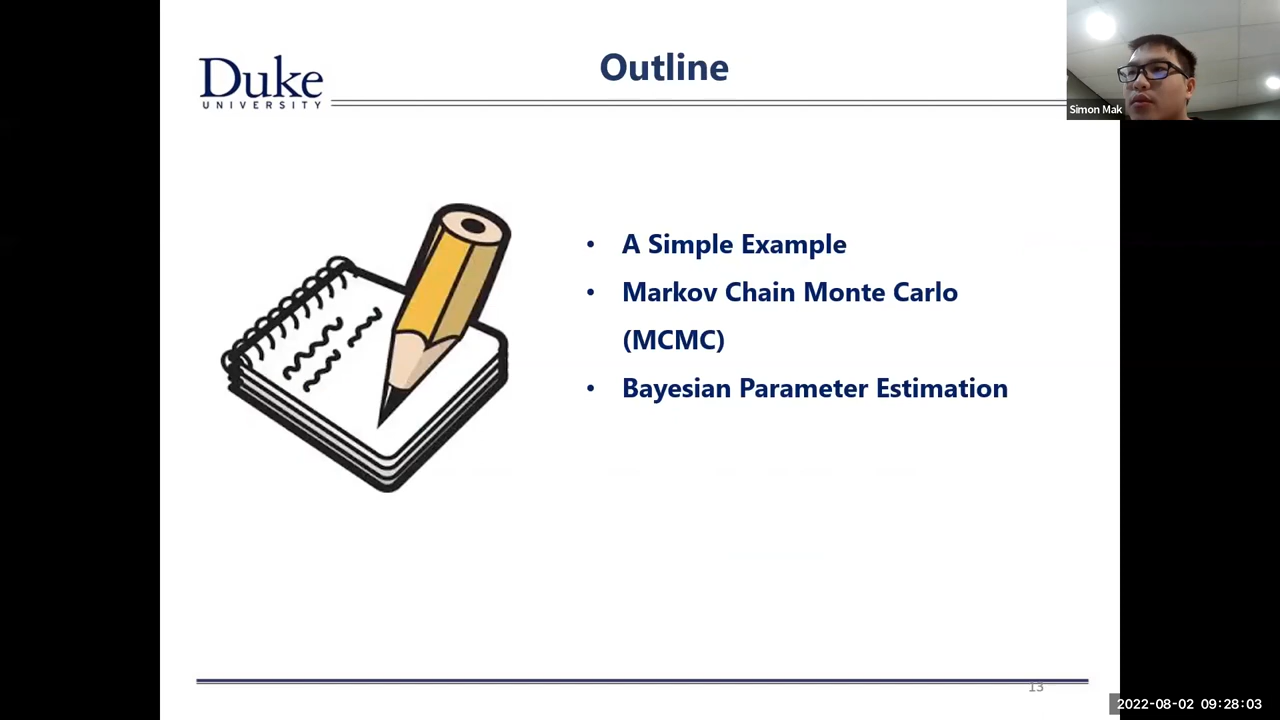 Duke
UNIVERSITY
Outline
Simon Mak
• A Simple Example
• Markov Chain Monte Carlo
(MCMC)
• Bayesian Parameter Estimation
13
2022-08-02 09:28:03